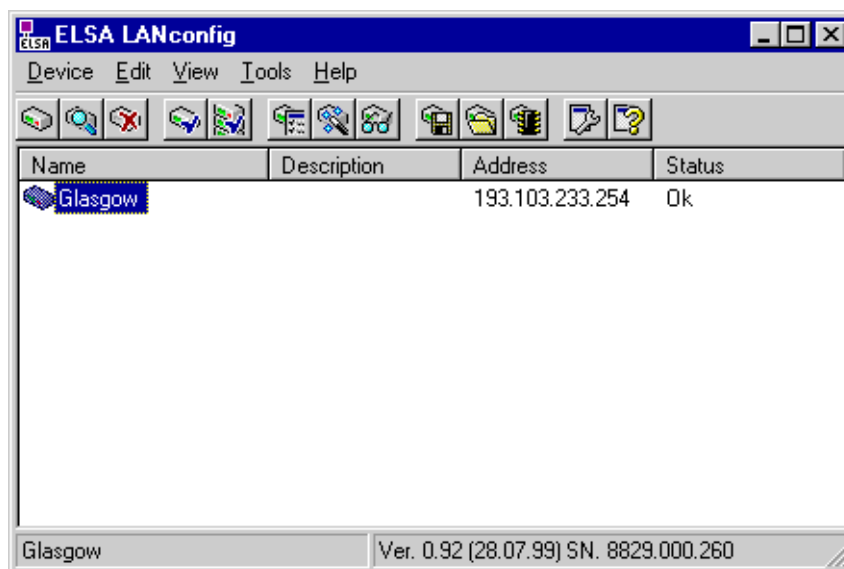 ELSA ELSA LANconfig
Device Edit View Tools Help
Name Description Address Status
Glasgow 193.103.233.254 Ok
Glasgow Ver. 0.92 (28.07.99) SN. 8829.000.260